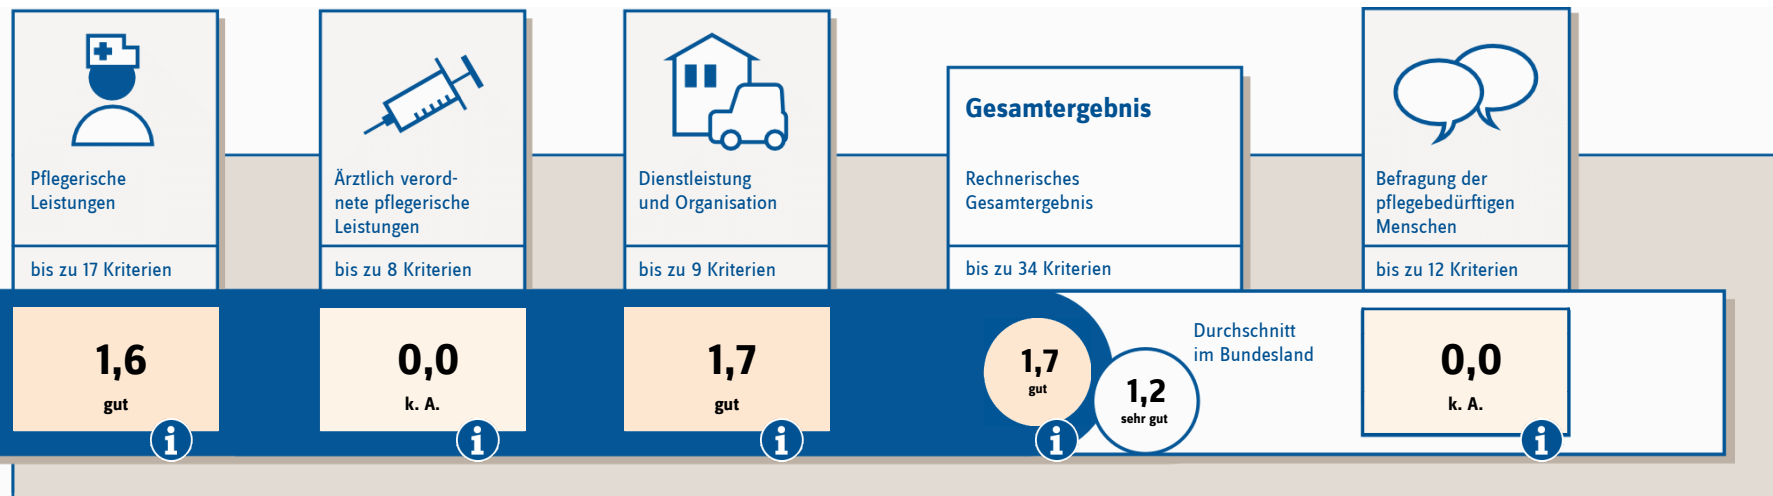 Pflegerische
Leistungen
bis zu 17 Kriterien
1,6
gut
i
Ärztlich verord-
nete pflegerische
Leistungen
bis zu 8 Kriterien
0,0
k. A.
i
Dienstleistung
und Organisation
bis zu 9 Kriterien
1,7
gut
i
Gesamtergebnis
Rechnerisches
Gesamtergebnis
bis zu 34 Kriterien
1,7
gut
i
1,2
sehr gut
Durchschnitt
im Bundesland
Befragung der
pflegebedürftigen
Menschen
bis zu 12 Kriterien
0,0
k. A.
i